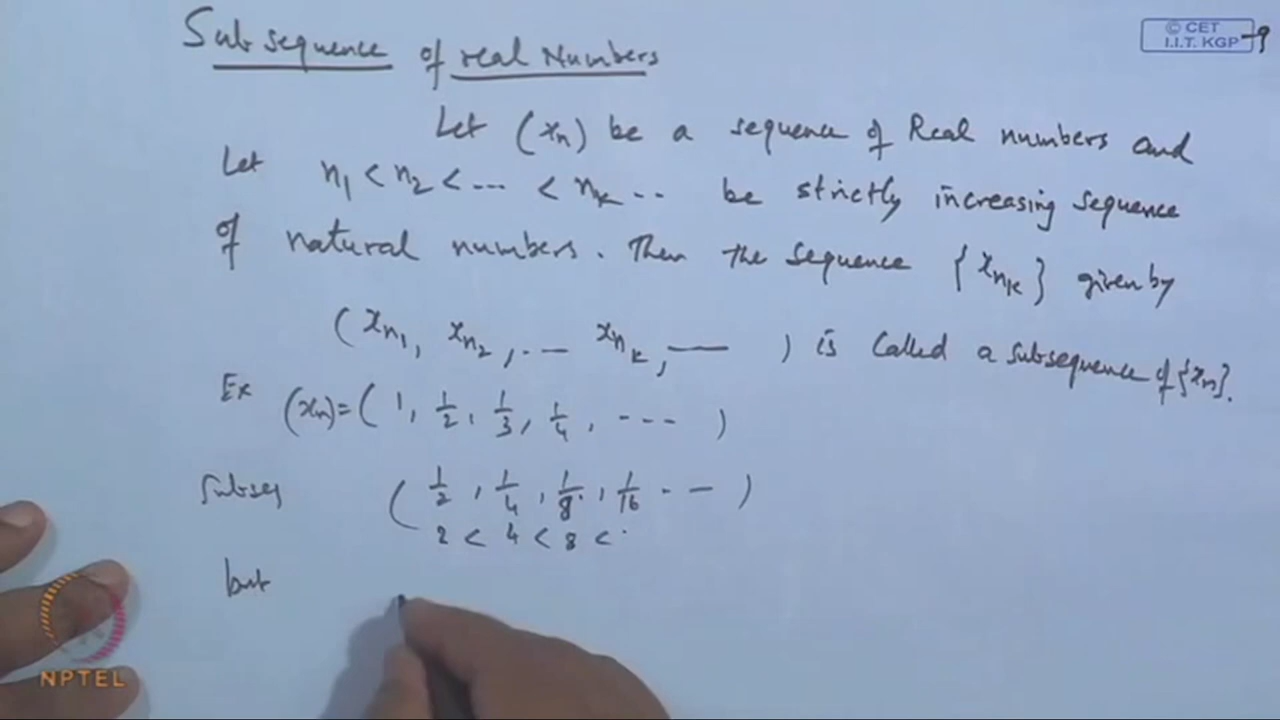 Subsequence of real Numbers
© CET
I.I.T. KGP
Let (xₙ) be a sequence of Real numbers and
Let n₁ < n₂ < ... < nₖ .. be strictly increasing sequence
of natural numbers. Then the sequence {xₙₖ} given by
(xₙ₁, xₙ₂, .. — xₙₖ, — ) is called a subsequence of {xₙ}.
Ex (xₙ) = ( 1, 1/2, 1/3, 1/4, --- )
Subseq ( 1/2, 1/4, 1/8, 1/16 - — )
2 < 4 < 8 < ·
but
NPTEL